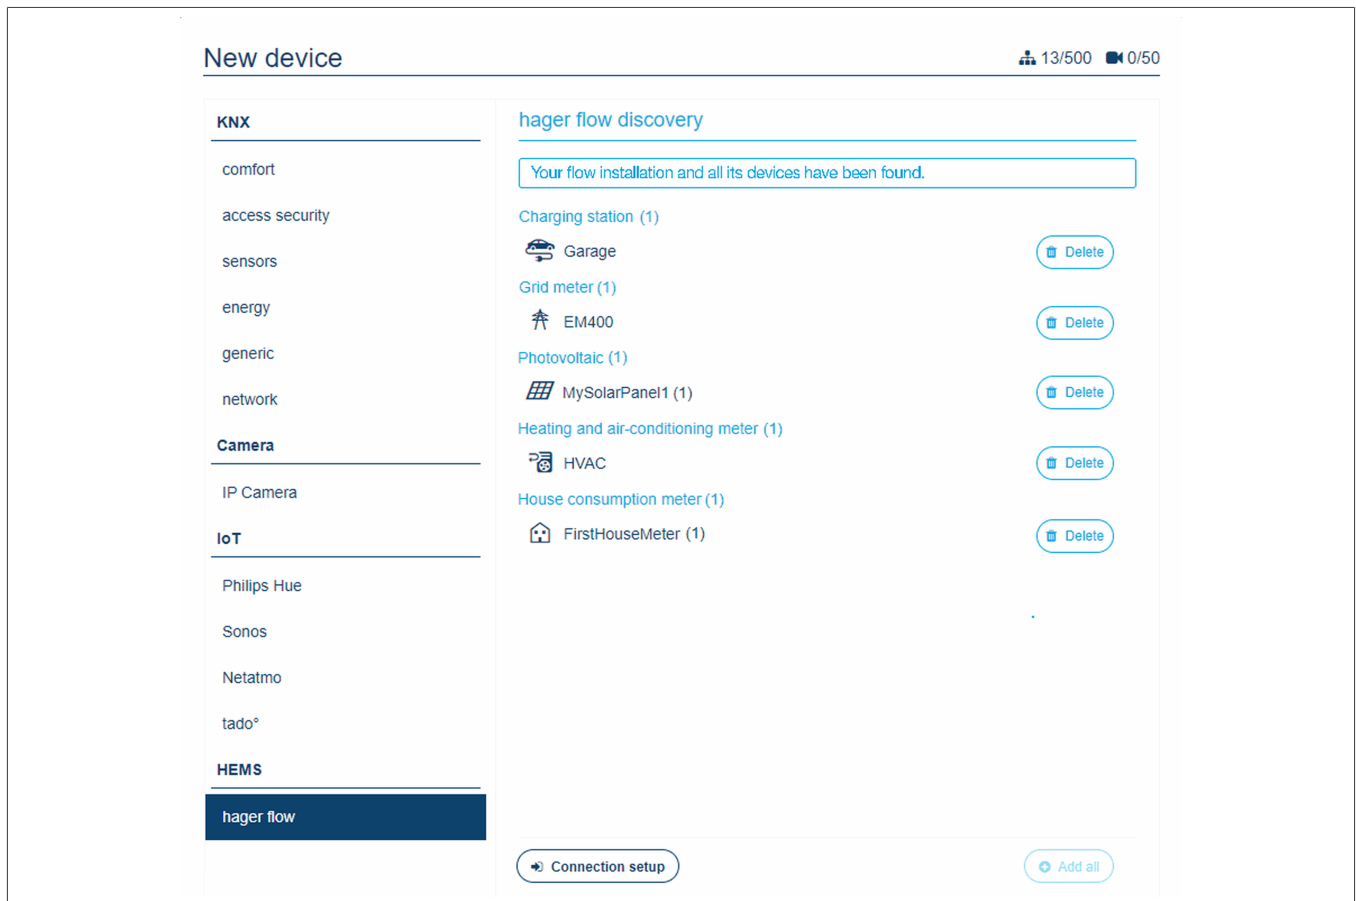 New device
13/500 0/50
KNX
comfort
access security
sensors
energy
generic
network
Camera
IP Camera
IoT
Philips Hue
Sonos
Netatmo
tado°
HEMS
hager flow
hager flow discovery
Your flow installation and all its devices have been found.
Charging station (1)
Garage Delete
Grid meter (1)
EM400 Delete
Photovoltaic (1)
MySolarPanel1 (1) Delete
Heating and air-conditioning meter (1)
HVAC Delete
House consumption meter (1)
FirstHouseMeter (1) Delete
Connection setup Add all